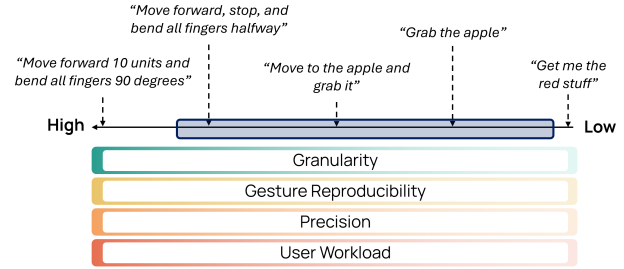 “Move forward, stop, and
bend all fingers halfway”
“Grab the apple”
“Move forward 10 units and
bend all fingers 90 degrees”
“Move to the apple and
grab it”
“Get me the
red stuff”
High
Low
Granularity
Gesture Reproducibility
Precision
User Workload